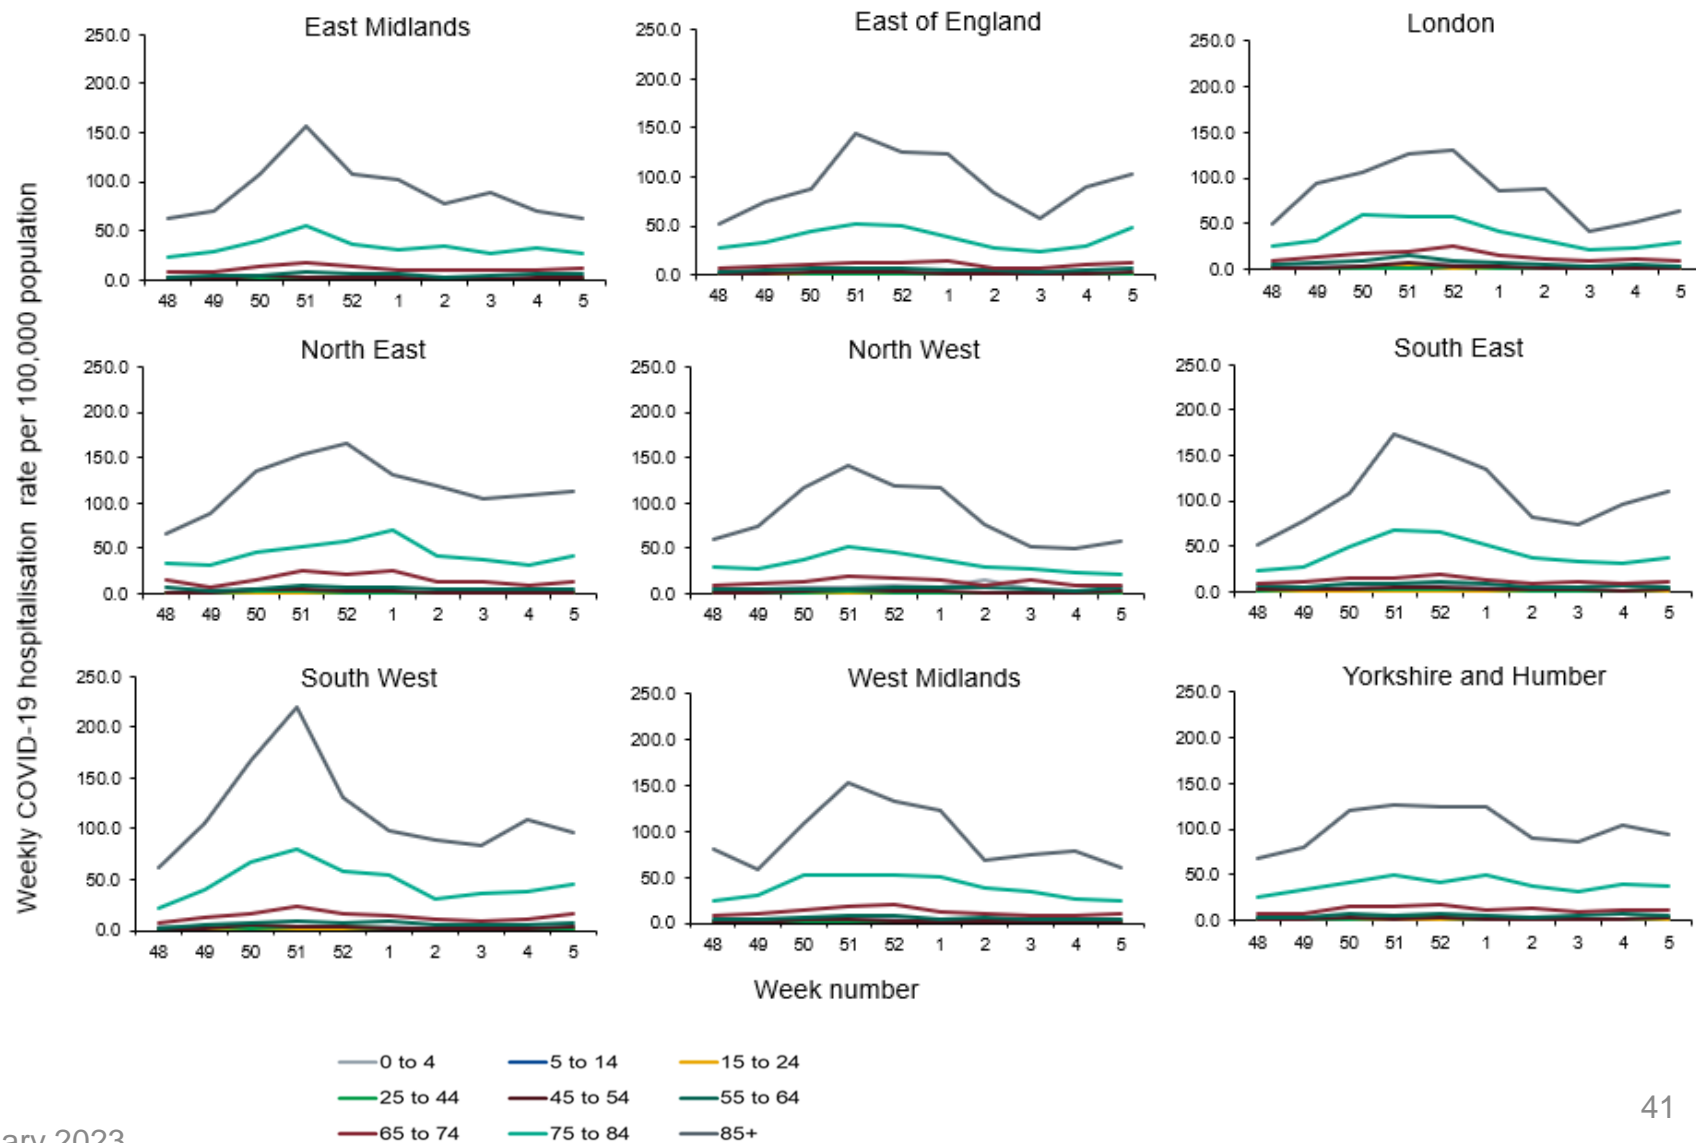 East Midlands
250.0
200.0
150.0
100.0
50.0
0.0
48 49 50 51 52 1 2 3 4 5
East of England
250.0
200.0
150.0
100.0
50.0
0.0
48 49 50 51 52 1 2 3 4 5
London
250.0
200.0
150.0
100.0
50.0
0.0
48 49 50 51 52 1 2 3 4 5
Weekly COVID-19 hospitalisation rate per 100,000 population
North East
250.0
200.0
150.0
100.0
50.0
0.0
48 49 50 51 52 1 2 3 4 5
North West
250.0
200.0
150.0
100.0
50.0
0.0
48 49 50 51 52 1 2 3 4 5
South East
250.0
200.0
150.0
100.0
50.0
0.0
48 49 50 51 52 1 2 3 4 5
South West
250.0
200.0
150.0
100.0
50.0
0.0
48 49 50 51 52 1 2 3 4 5
West Midlands
250.0
200.0
150.0
100.0
50.0
0.0
48 49 50 51 52 1 2 3 4 5
Yorkshire and Humber
250.0
200.0
150.0
100.0
50.0
0.0
48 49 50 51 52 1 2 3 4 5
Week number
0 to 4 5 to 14 15 to 24
25 to 44 45 to 54 55 to 64
65 to 74 75 to 84 85+
41
ary 2023